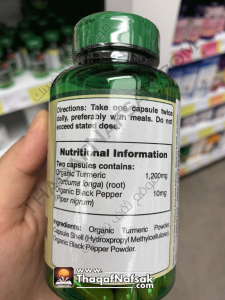 Directions: Take one capsule twice
daily, preferably with meals. Do not
exceed stated dose.
Nutritional Information
Two capsules contains:
Organic Turmeric 1,200mg
(Curcuma longa) (root)
Organic Black Pepper 10mg
(Piper nigrum)
Ingredients: Organic Turmeric Powder,
Capsule Shell (Hydroxpropyl Methylcellulose),
Organic Black Pepper Powder.
www.ThaqafNafsak.com